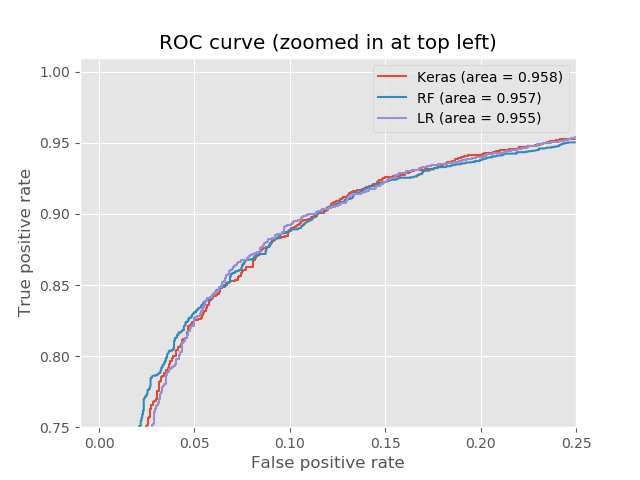 ROC curve (zoomed in at top left)
Keras (area = 0.958)
RF (area = 0.957)
LR (area = 0.955)
True positive rate
1.00
0.95
0.90
0.85
0.80
0.75
0.00 0.05 0.10 0.15 0.20 0.25
False positive rate